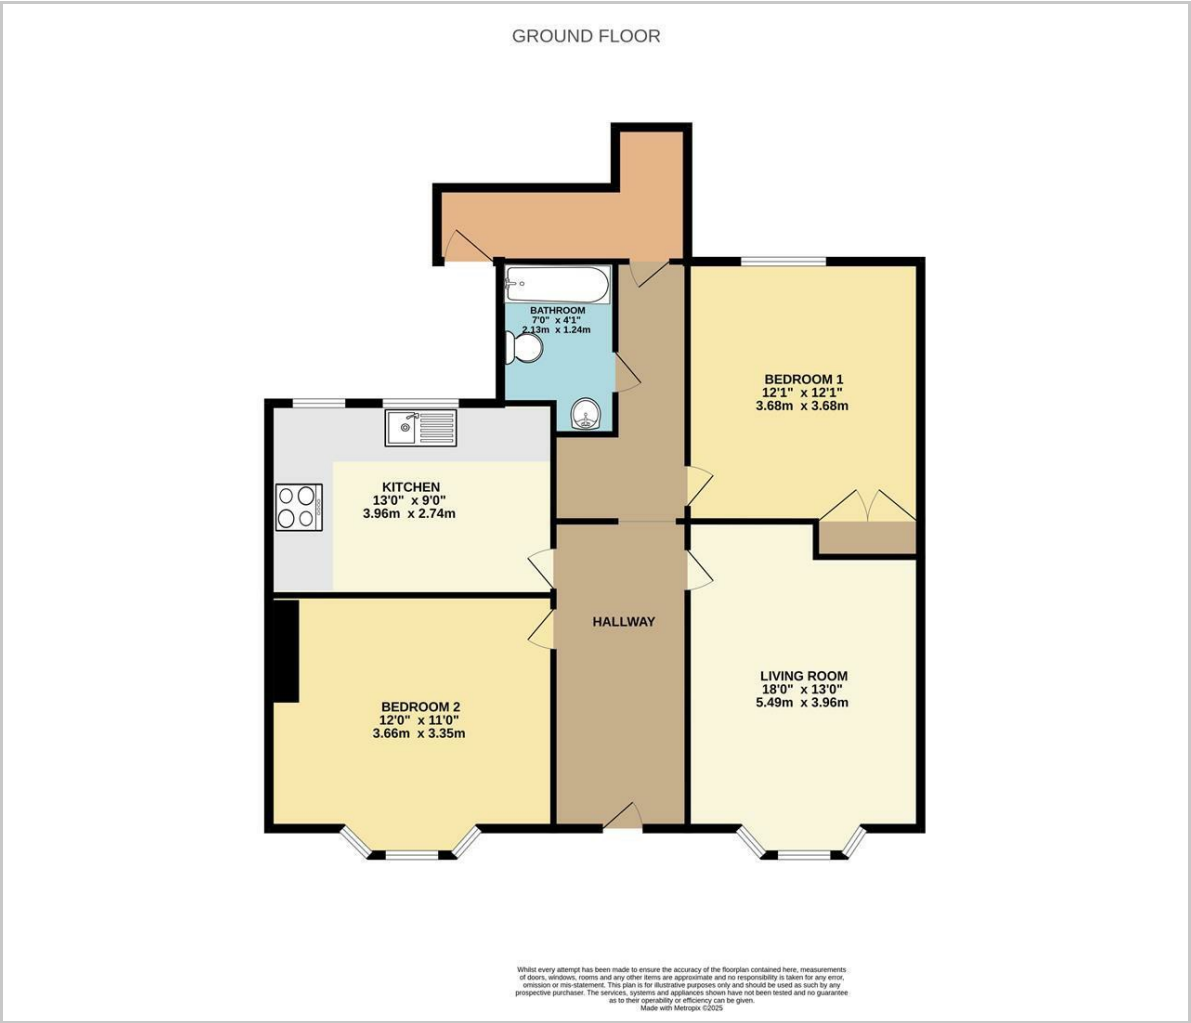 GROUND FLOOR
BATHROOM
7'0" x 4'1"
2.13m x 1.24m
BEDROOM 1
12'1" x 12'1"
3.68m x 3.68m
KITCHEN
13'0" x 9'0"
3.96m x 2.74m
HALLWAY
LIVING ROOM
18'0" x 13'0"
5.49m x 3.96m
BEDROOM 2
12'0" x 11'0"
3.66m x 3.35m
Whilst every attempt has been made to ensure the accuracy of the floorplan contained here, measurements
of doors, windows, rooms and any other items are approximate and no responsibility is taken for any error,
omission or mis-statement. This plan is for illustrative purposes only and should be used as such by any
prospective purchaser. The services, systems and appliances shown have not been tested and no guarantee
as to their operability or efficiency can be given.
Made with Metropix ©2025